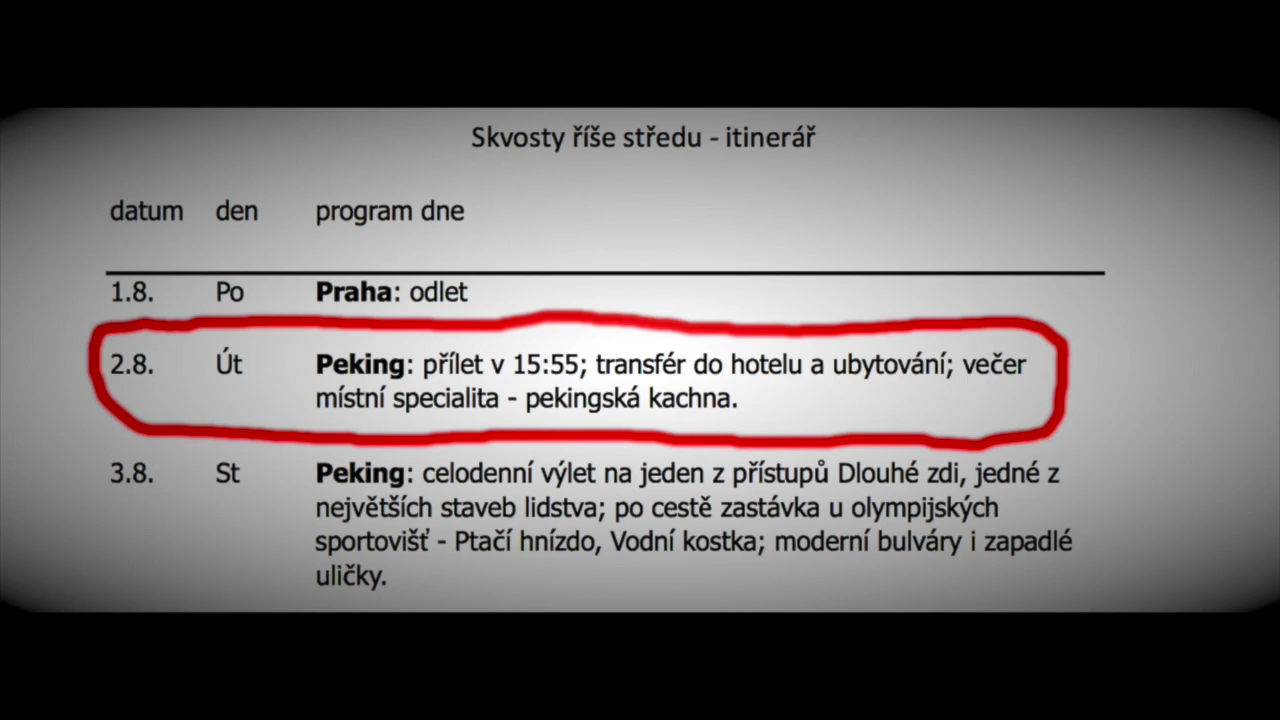 Skvosty říše středu - itinerář
datum den program dne
1.8. Po Praha: odlet
2.8. Út Peking: přílet v 15:55; transfér do hotelu a ubytování; večer
místní specialita - pekingská kachna.
3.8. St Peking: celodenní výlet na jeden z přístupů Dlouhé zdi, jedné z
největších staveb lidstva; po cestě zastávka u olympijských
sportovišť - Ptačí hnízdo, Vodní kostka; moderní bulváry i zapadlé
uličky.